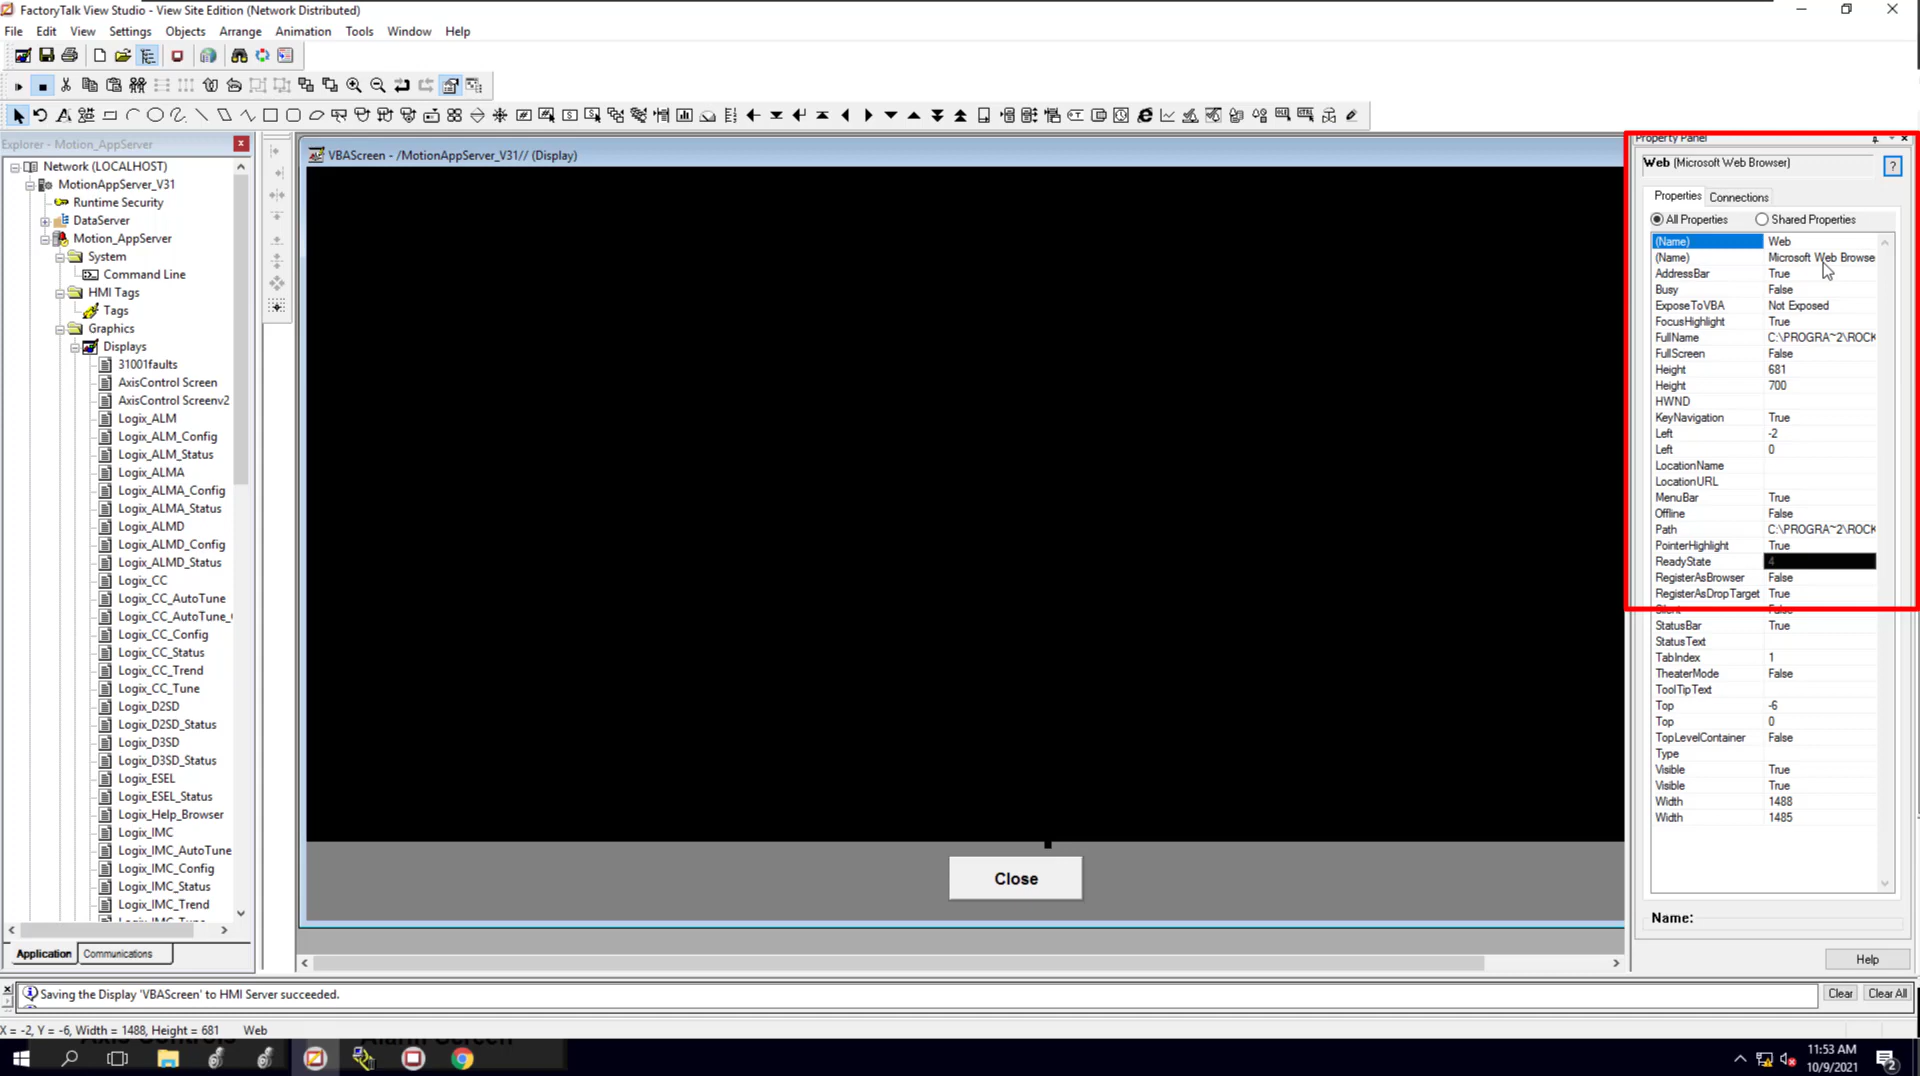 FactoryTalk View Studio - View Site Edition (Network Distributed)
File Edit View Settings Objects Arrange Animation Tools Window Help
Explorer - Motion_AppServer
Network (LOCALHOST)
MotionAppServer_V31
Runtime Security
DataServer
Motion_AppServer
System
Command Line
HMI Tags
Tags
Graphics
Displays
31001faults
AxisControl Screen
AxisControl Screenv2
Logix_ALM
Logix_ALM_Config
Logix_ALM_Status
Logix_ALMA
Logix_ALMA_Config
Logix_ALMA_Status
Logix_ALMD
Logix_ALMD_Config
Logix_ALMD_Status
Logix_CC
Logix_CC_AutoTune
Logix_CC_AutoTune_
Logix_CC_Config
Logix_CC_Status
Logix_CC_Trend
Logix_CC_Tune
Logix_D2SD
Logix_D2SD_Status
Logix_D3SD
Logix_D3SD_Status
Logix_ESEL
Logix_ESEL_Status
Logix_Help_Browser
Logix_IMC
Logix_IMC_AutoTune
Logix_IMC_Config
Logix_IMC_Status
Logix_IMC_Trend
Application Communications
VBAScreen - /MotionAppServer_V31// (Display)
Close
Property Panel
Web (Microsoft Web Browser)
?
Properties Connections
All Properties Shared Properties
(Name) Web
(Name) Microsoft Web Browse
AddressBar True
Busy False
ExposeToVBA Not Exposed
FocusHighlight True
FullName C:\PROGRA~2\ROCK
FullScreen False
Height 681
Height 700
HWND
KeyNavigation True
Left -2
Left 0
LocationName
LocationURL
MenuBar True
Offline False
Path C:\PROGRA~2\ROCK
PointerHighlight True
ReadyState 4
RegisterAsBrowser False
RegisterAsDropTarget True
Silent False
StatusBar True
StatusText
TabIndex 1
TheaterMode False
ToolTipText
Top -6
Top 0
TopLevelContainer False
Type
Visible True
Visible True
Width 1488
Width 1485
Name:
Help
Saving the Display 'VBAScreen' to HMI Server succeeded.
Clear Clear All
X = -2, Y = -6, Width = 1488, Height = 681 Web
11:53 AM
10/9/2021
2